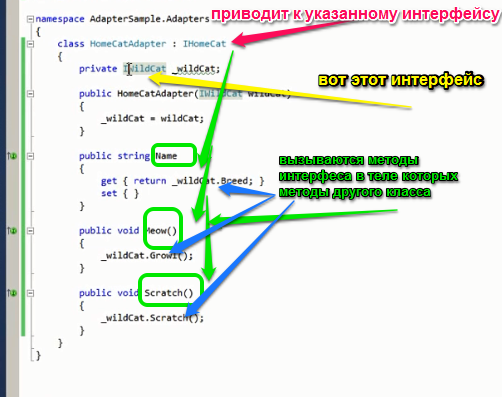 namespace AdapterSample.Adapters
приводит к указанному интерфейсу
{
class HomeCatAdapter : IHomeCat
{
private IWildCat _wildCat;
вот этот интерфейс
public HomeCatAdapter(IWildCat wildCat)
{
_wildCat = wildCat;
}
public string Name
{
get { return _wildCat.Breed; }
set { }
}
вызываются методы
интерфеса в теле которых
методы другого класса
public void Meow()
{
_wildCat.Growl();
}
public void Scratch()
{
_wildCat.Scratch();
}
}
}